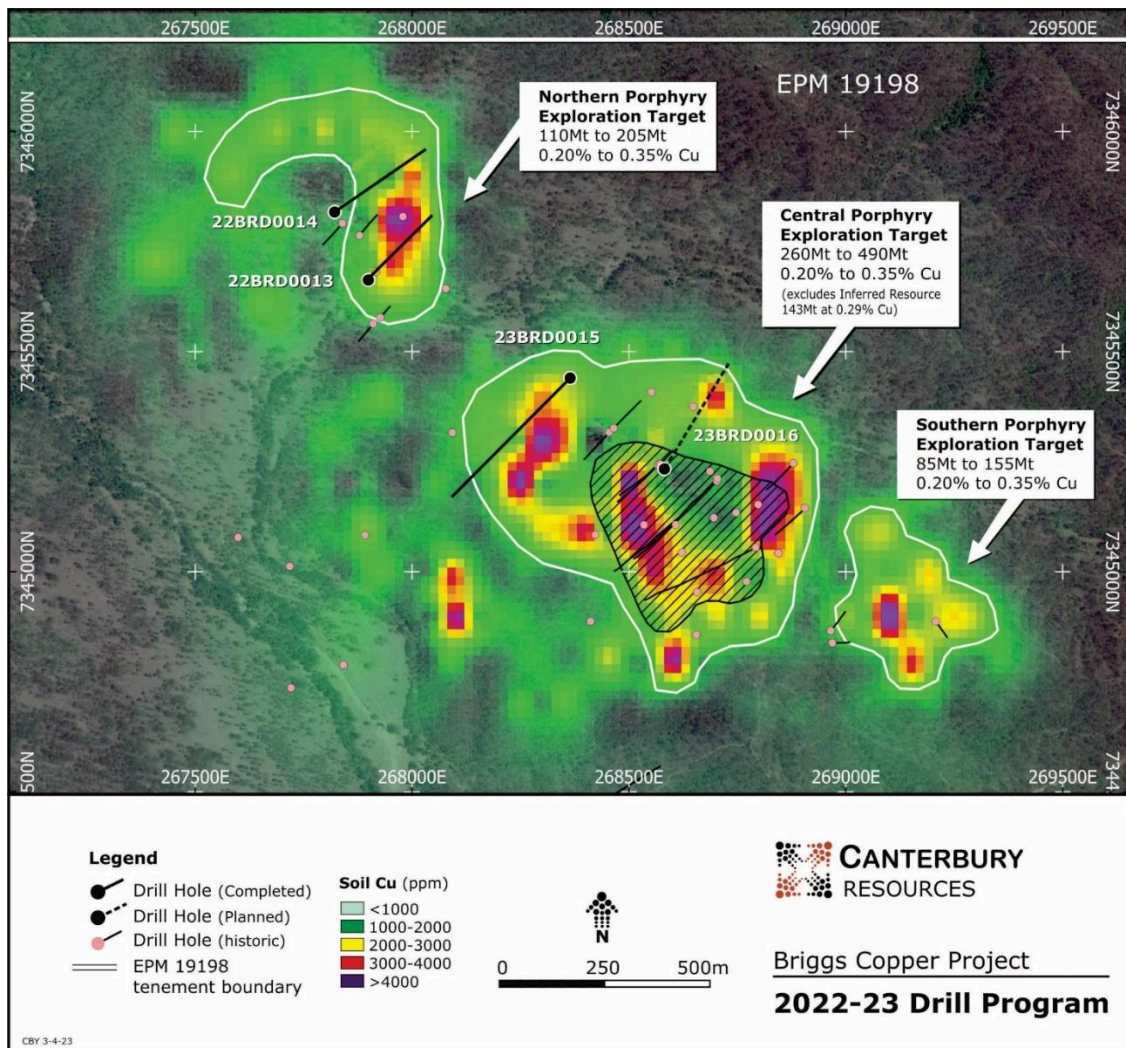 267500E 268000E 268500E 269000E 269500E
EPM 19198
7346000N
7346000N
Northern Porphyry
Exploration Target
110Mt to 205Mt
0.20% to 0.35% Cu
22BRD0014
22BRD0013
Central Porphyry
Exploration Target
260Mt to 490Mt
0.20% to 0.35% Cu
(excludes Inferred Resource
143Mt at 0.29% Cu)
7345500N
7345500N
23BRD0015
23BRD0016
Southern Porphyry
Exploration Target
85Mt to 155Mt
0.20% to 0.35% Cu
7345000N
7345000N
500N
7344
267500E 268000E 268500E 269000E 269500E
Legend
Drill Hole (Completed)
Drill Hole (Planned)
Drill Hole (historic)
EPM 19198
tenement boundary
Soil Cu (ppm)
<1000
1000-2000
2000-3000
3000-4000
>4000
N
0 250 500m
CANTERBURY
RESOURCES
Briggs Copper Project
2022-23 Drill Program
CBY 3-4-23